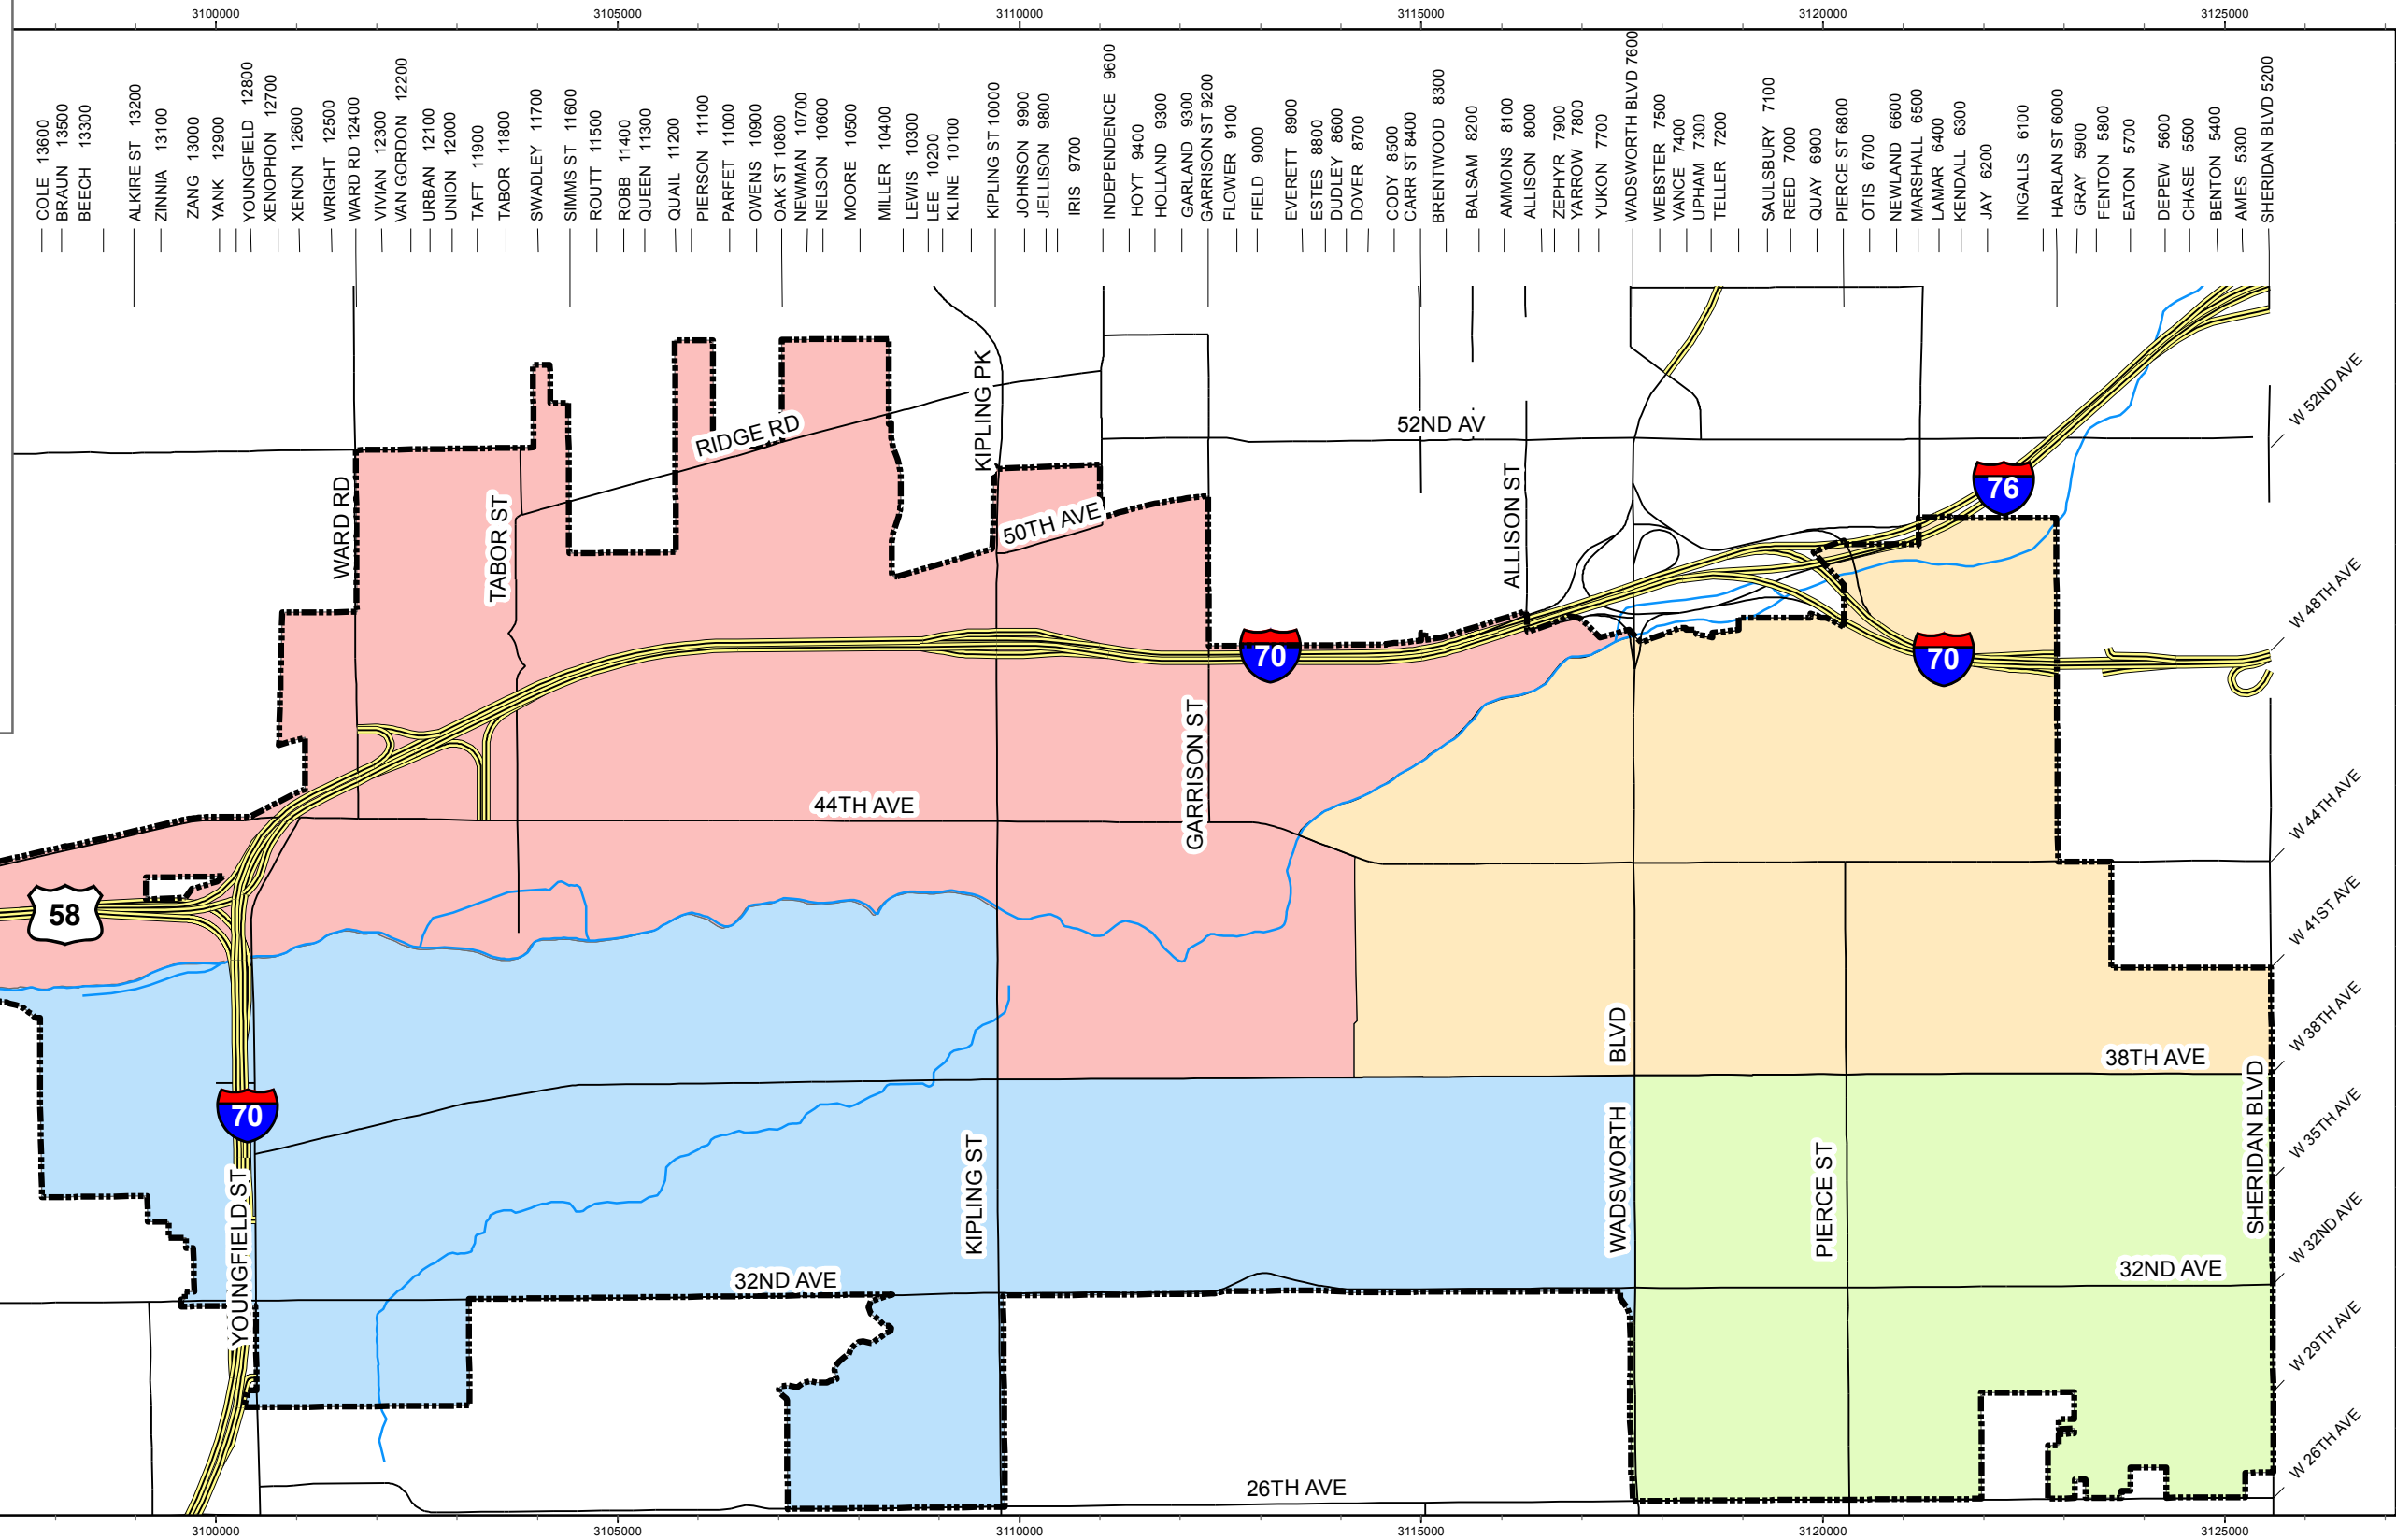 3100000
3105000
3110000
3115000
3120000
3125000
COLE 13600
BRAUN 13500
BEECH 13300
ALKIRE ST 13200
ZINNIA 13100
ZANG 13000
YANK 12900
YOUNGFIELD 12800
XENOPHON 12700
XENON 12600
WRIGHT 12500
WARD RD 12400
VIVIAN 12300
VAN GORDON 12200
URBAN 12100
UNION 12000
TAFT 11900
TABOR 11800
SWADLEY 11700
SIMMS ST 11600
ROUTT 11500
ROBB 11400
QUEEN 11300
QUAIL 11200
PIERSON 11100
PARFET 11000
OWENS 10900
OAK ST 10800
NEWMAN 10700
NELSON 10600
MOORE 10500
MILLER 10400
LEWIS 10300
LEE 10200
KLINE 10100
KIPLING ST 10000
JOHNSON 9900
JELLISON 9800
IRIS 9700
INDEPENDENCE 9600
HOYT 9400
HOLLAND 9300
GARLAND 9300
GARRISON ST 9200
FLOWER 9100
FIELD 9000
EVERETT 8900
ESTES 8800
DUDLEY 8600
DOVER 8700
CODY 8500
CARR ST 8400
BRENTWOOD 8300
BALSAM 8200
AMMONS 8100
ALLISON 8000
ZEPHYR 7900
YARROW 7800
YUKON 7700
WADSWORTH BLVD 7600
WEBSTER 7500
VANCE 7400
UPHAM 7300
TELLER 7200
SAULSBURY 7100
REED 7000
QUAY 6900
PIERCE ST 6800
OTIS 6700
NEWLAND 6600
MARSHALL 6500
LAMAR 6400
KENDALL 6300
JAY 6200
INGALLS 6100
HARLAN ST 6000
GRAY 5900
FENTON 5800
EATON 5700
DEPEW 5600
CHASE 5500
BENTON 5400
AMES 5300
SHERIDAN BLVD 5200
W 52ND AVE
KIPLING PK
RIDGE RD
52ND AV
WARD RD
TABOR ST
50TH AVE
ALLISON ST
76
W 48TH AVE
70
70
GARRISON ST
44TH AVE
W 44TH AVE
58
W 41ST AVE
W 38TH AVE
BLVD
38TH AVE
70
W 35TH AVE
YOUNGFIELD ST
KIPLING ST
WADSWORTH
PIERCE ST
SHERIDAN BLVD
W 32ND AVE
32ND AVE
32ND AVE
W 29TH AVE
W 26TH AVE
26TH AVE
3100000
3105000
3110000
3115000
3120000
3125000